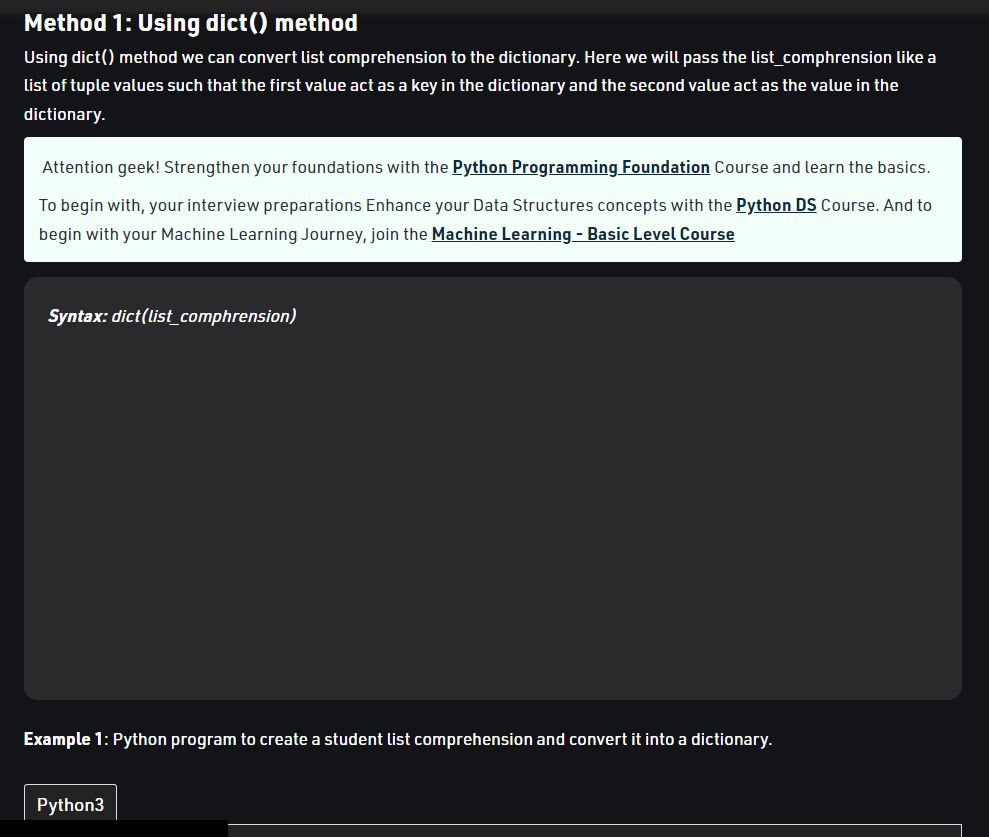 Method 1: Using dict() method
Using dict() method we can convert list comprehension to the dictionary. Here we will pass the list_comphrension like a
list of tuple values such that the first value act as a key in the dictionary and the second value act as the value in the
dictionary.
Attention geek! Strengthen your foundations with the Python Programming Foundation Course and learn the basics.
To begin with, your interview preparations Enhance your Data Structures concepts with the Python DS Course. And to
begin with your Machine Learning Journey, join the Machine Learning - Basic Level Course
Syntax: dict(list_comphrension)
Example 1: Python program to create a student list comprehension and convert it into a dictionary.
Python3